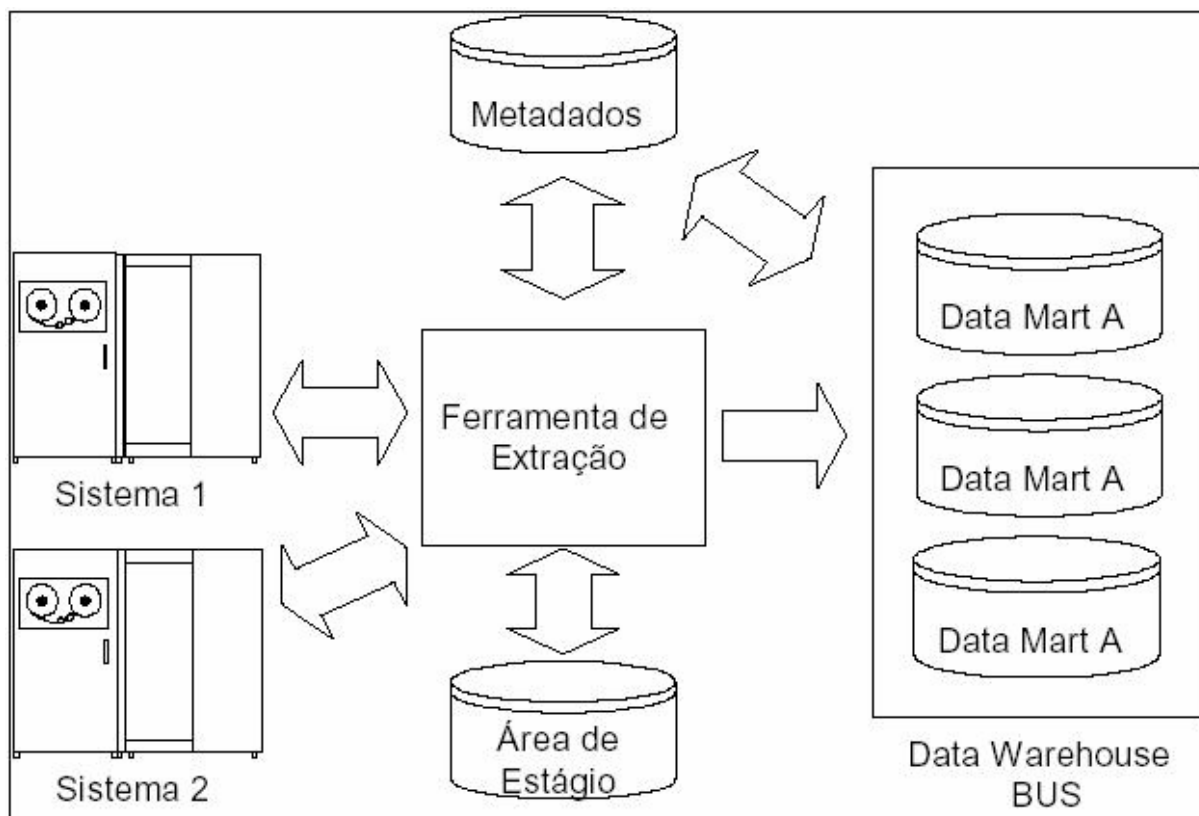 Metadados
Data Mart A
Ferramenta de
Extração
Data Mart A
Sistema 1
Data Mart A
Área de
Estágio
Sistema 2
Data Warehouse
BUS